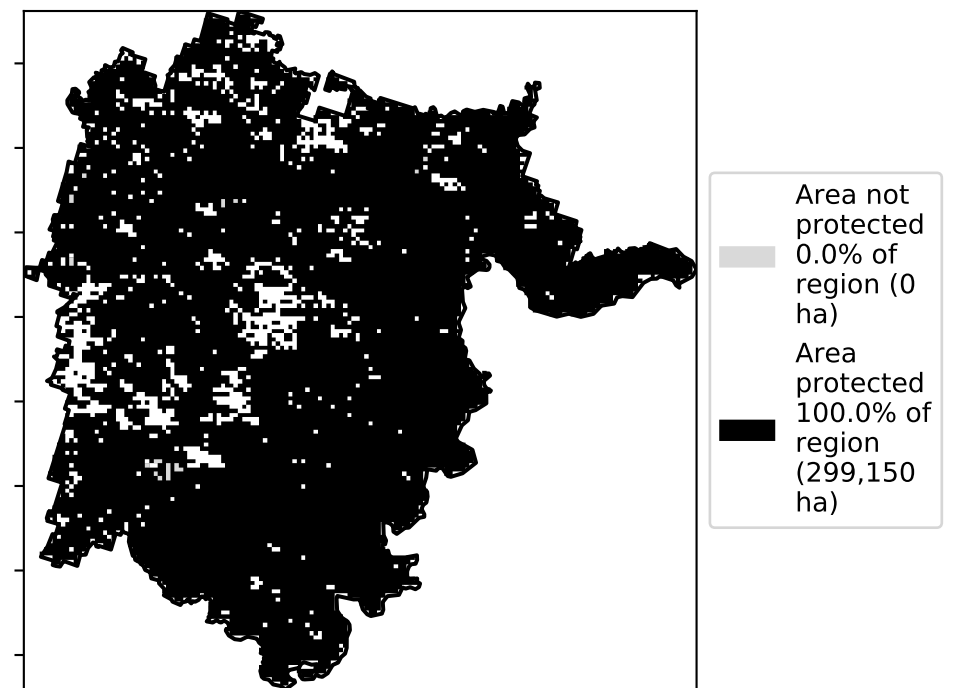 Area not
protected
0.0% of
region (0
ha)
Area
protected
100.0% of
region
(299,150
ha)